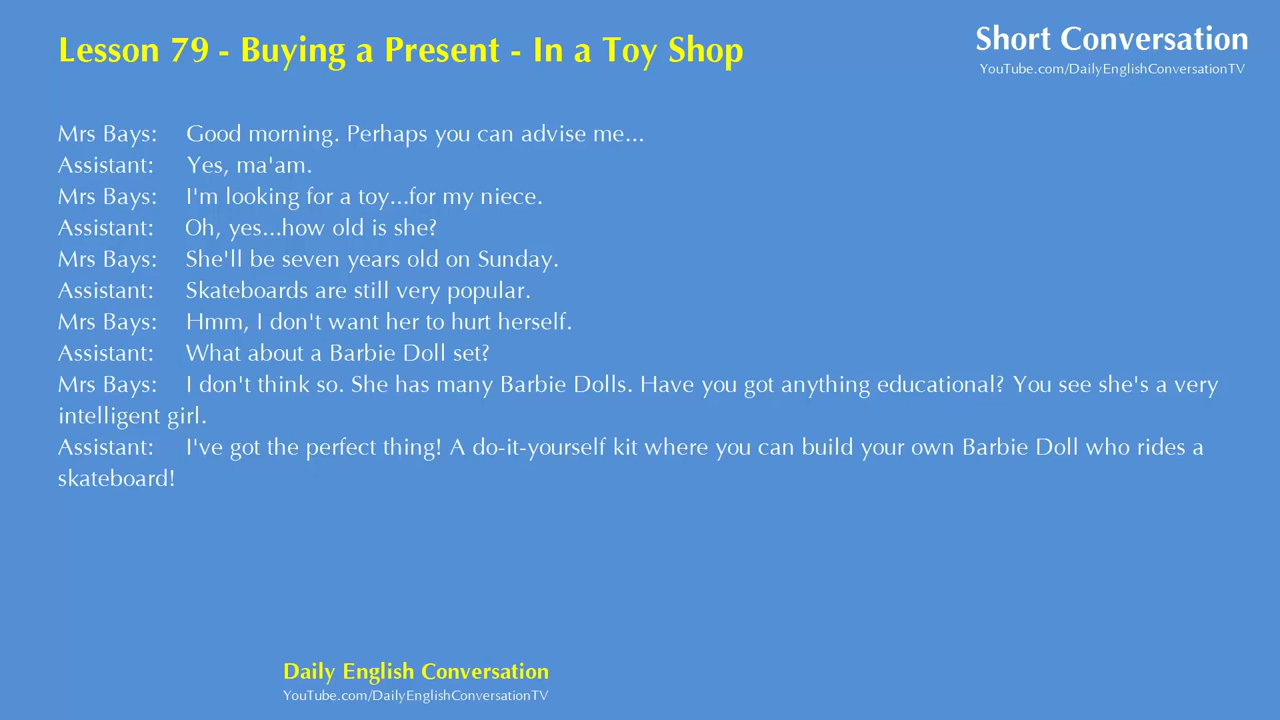 Lesson 79 - Buying a Present - In a Toy Shop
Short Conversation
YouTube.com/DailyEnglishConversationTV
Mrs Bays: Good morning. Perhaps you can advise me...
Assistant: Yes, ma'am.
Mrs Bays: I'm looking for a toy...for my niece.
Assistant: Oh, yes...how old is she?
Mrs Bays: She'll be seven years old on Sunday.
Assistant: Skateboards are still very popular.
Mrs Bays: Hmm, I don't want her to hurt herself.
Assistant: What about a Barbie Doll set?
Mrs Bays: I don't think so. She has many Barbie Dolls. Have you got anything educational? You see she's a very
intelligent girl.
Assistant: I've got the perfect thing! A do-it-yourself kit where you can build your own Barbie Doll who rides a
skateboard!
Daily English Conversation
YouTube.com/DailyEnglishConversationTV